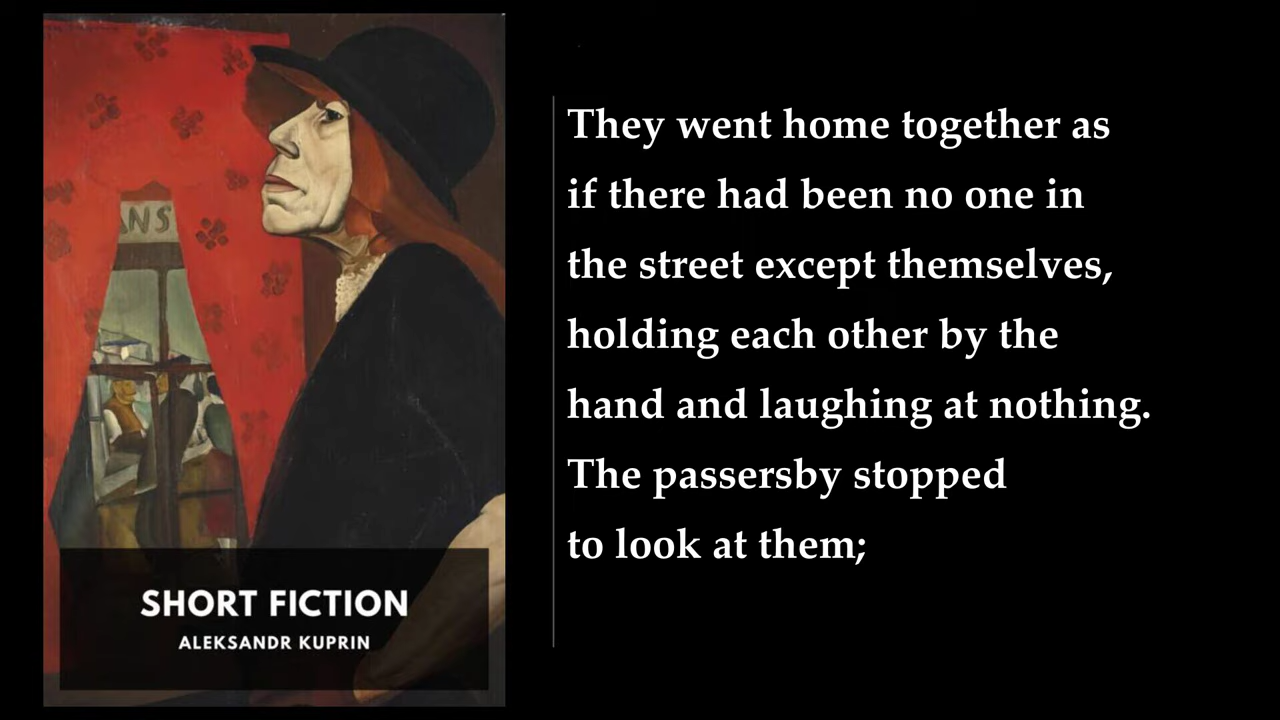 ANS
SHORT FICTION
ALEKSANDR KUPRIN
They went home together as
if there had been no one in
the street except themselves,
holding each other by the
hand and laughing at nothing.
The passersby stopped
to look at them;